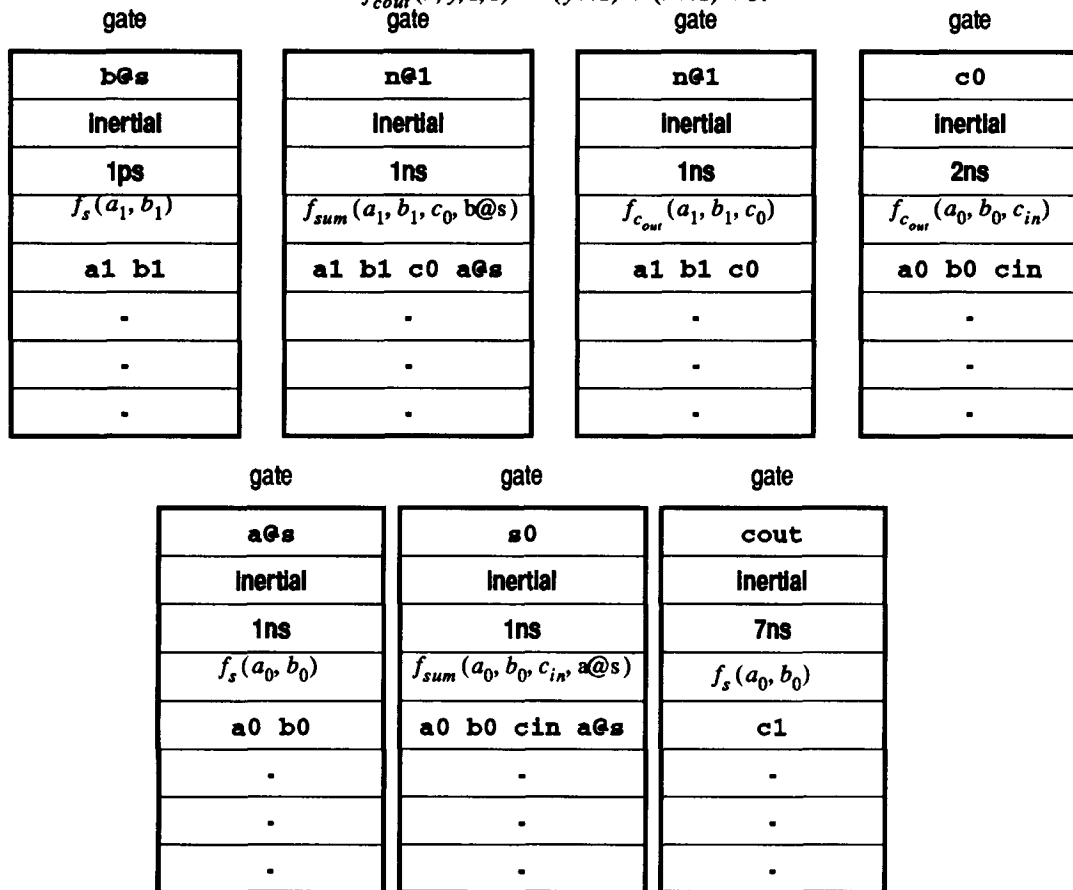 gate gate gate gate
b@s n@1 n@1 c0
inertial inertial inertial inertial
1ps 1ns 1ns 2ns
f_s(a_1, b_1) f_sum(a_1, b_1, c_0, b@s) f_c_out(a_1, b_1, c_0) f_c_out(a_0, b_0, c_in)
a1 b1 a1 b1 c0 a@s a1 b1 c0 a0 b0 cin
- - - -
- - - -
- - - -
gate gate gate
a@s s0 cout
inertial inertial inertial
1ns 1ns 7ns
f_s(a_0, b_0) f_sum(a_0, b_0, c_in, a@s) f_s(a_0, b_0)
a0 b0 a0 b0 cin a@s c1
- - -
- - -
- - -